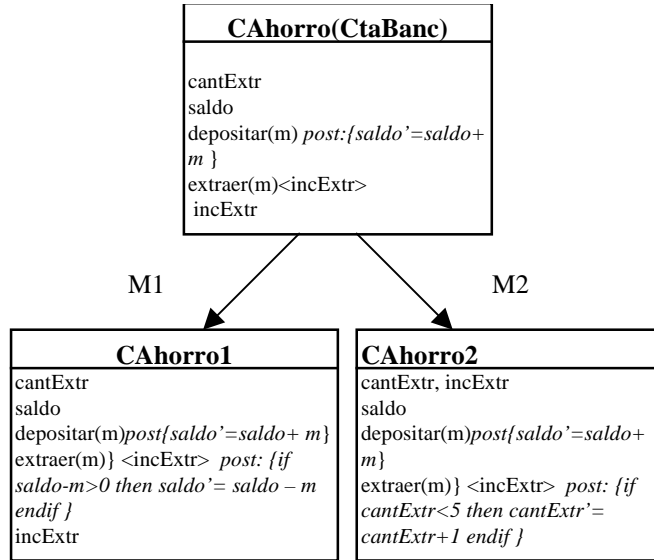 CAhorro(CtaBanc)
cantExtr
saldo
depositar(m) post:{saldo’=saldo+
m }
extraer(m)<incExtr>
incExtr
M1
M2
CAhorro1
cantExtr
saldo
depositar(m)post{saldo’=saldo+ m}
extraer(m)} <incExtr> post: {if
saldo-m>0 then saldo’= saldo – m
endif }
incExtr
CAhorro2
cantExtr, incExtr
saldo
depositar(m)post{saldo’=saldo+
m}
extraer(m)} <incExtr> post: {if
cantExtr<5 then cantExtr’=
cantExtr+1 endif }